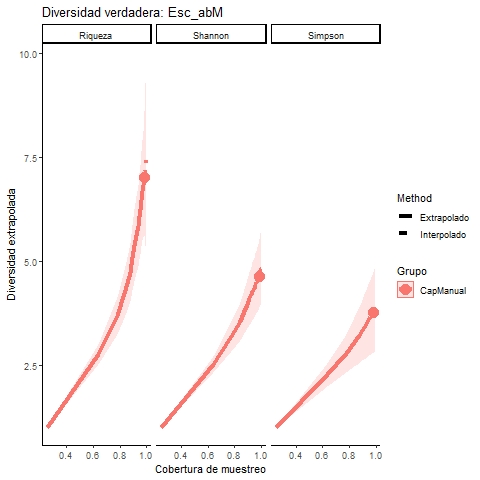 Diversidad verdadera: Esc_abM
Riqueza
Shannon
Simpson
10.0
7.5
5.0
2.5
Diversidad extrapolada
0.4 0.6 0.8 1.0
0.4 0.6 0.8 1.0
0.4 0.6 0.8 1.0
Cobertura de muestreo
Method
Extrapolado
Interpolado
Grupo
CapManual